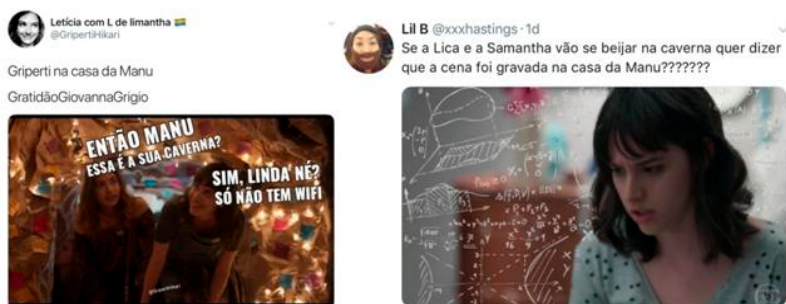 Letícia com L de limantha
@GripertiHikari
Griperti na casa da Manu
GratidãoGiovannaGrigio
ENTÃO MANU
ESSA É A SUA CAVERNA?
SIM, LINDA NÉ?
SÓ NÃO TEM WIFI
@GripertiHikari
Lil B @xxxhastings · 1d
Se a Lica e a Samantha vão se beijar na caverna quer dizer
que a cena foi gravada na casa da Manu???????